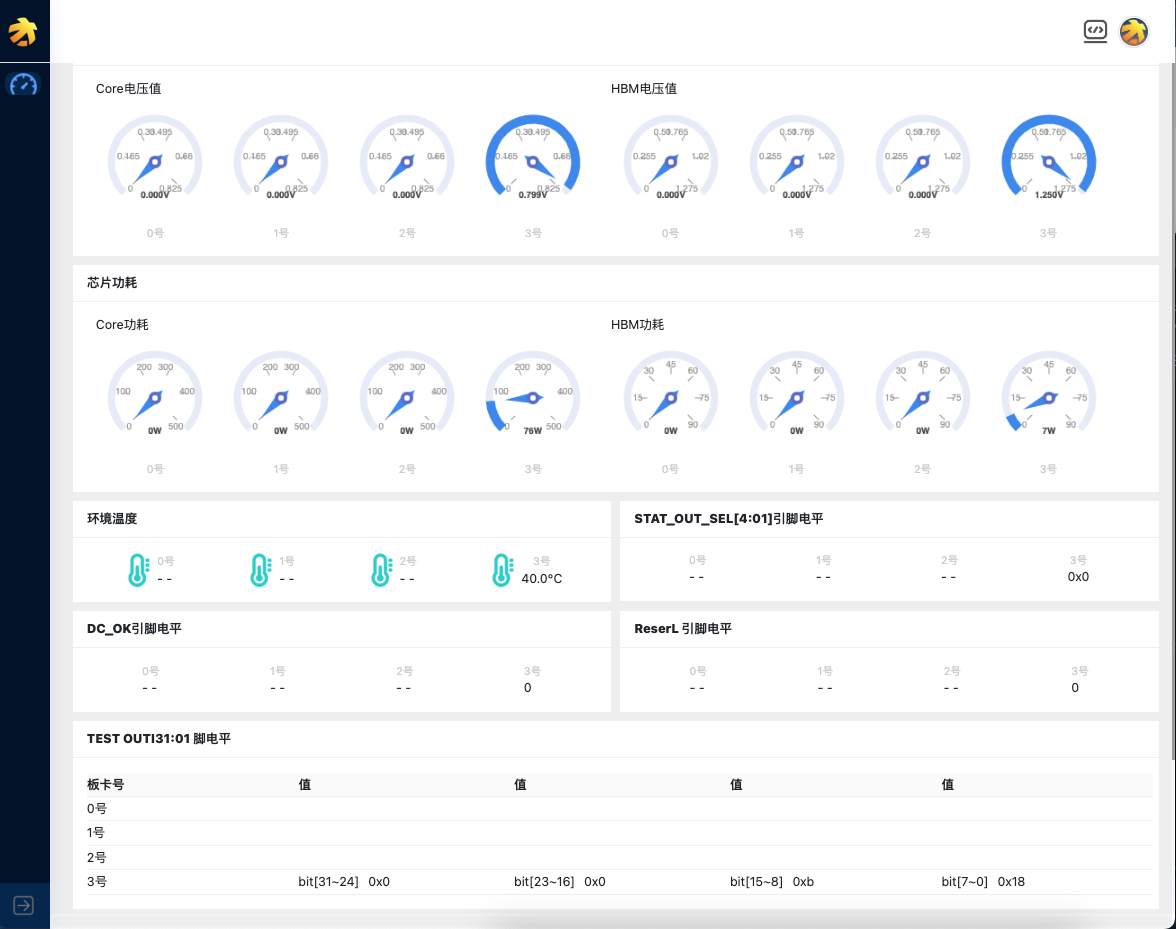 Core电压值 HBM电压值
0.33 0.495 0.33 0.495 0.33 0.495 0.33 0.495 0.51 0.765 0.51 0.765 0.51 0.765 0.51 0.765
0.165 0.66 0.165 0.66 0.165 0.66 0.165 0.66 0.255 1.02 0.255 1.02 0.255 1.02 0.255 1.02
0 0.825 0 0.825 0 0.825 0 0.825 0 1.275 0 1.275 0 1.275 0 1.275
0.000V 0.000V 0.000V 0.799V 0.000V 0.000V 0.000V 1.250V
0号 1号 2号 3号 0号 1号 2号 3号
芯片功耗
Core功耗 HBM功耗
200 300 200 300 200 300 200 300 30 45 60 30 45 60 30 45 60 30 45 60
100 400 100 400 100 400 100 400 15 75 15 75 15 75 15 75
0 500 0 500 0 500 0 500 0 90 0 90 0 90 0 90
0W 0W 0W 76W 0W 0W 0W 7W
0号 1号 2号 3号 0号 1号 2号 3号
环境温度
0号 1号 2号 3号
- - - - - - 40.0°C
STAT_OUT_SEL[4:01]引脚电平
0号 1号 2号 3号
- - - - - - 0x0
DC_OK引脚电平
0号 1号 2号 3号
- - - - - - 0
ReserL 引脚电平
0号 1号 2号 3号
- - - - - - 0
TEST OUTI31:01 脚电平
板卡号 值 值 值 值
0号
1号
2号
3号 bit[31~24] 0x0 bit[23~16] 0x0 bit[15~8] 0xb bit[7~0] 0x18